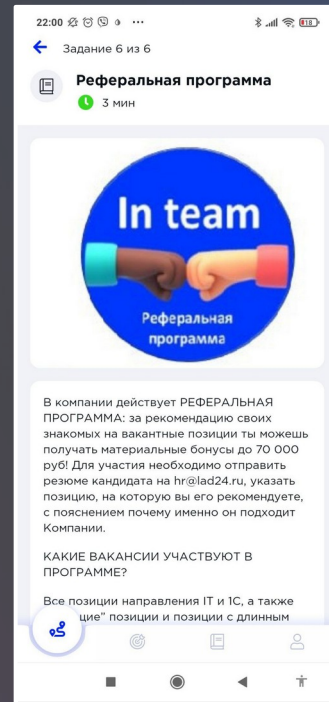 22:00
18
Задание 6 из 6
Реферальная программа
3 мин
In team
Реферальная
программа
В компании действует РЕФЕРАЛЬНАЯ
ПРОГРАММА: за рекомендацию своих
знакомых на вакантные позиции ты можешь
получать материальные бонусы до 70 000
руб! Для участия необходимо отправить
резюме кандидата на hr@lad24.ru, указать
позицию, на которую вы его рекомендуете,
с пояснением почему именно он подходит
Компании.
КАКИЕ ВАКАНСИИ УЧАСТВУЮТ В
ПРОГРАММЕ?
Все позиции направления IT и 1С, а также
позиции и позиции с длинным